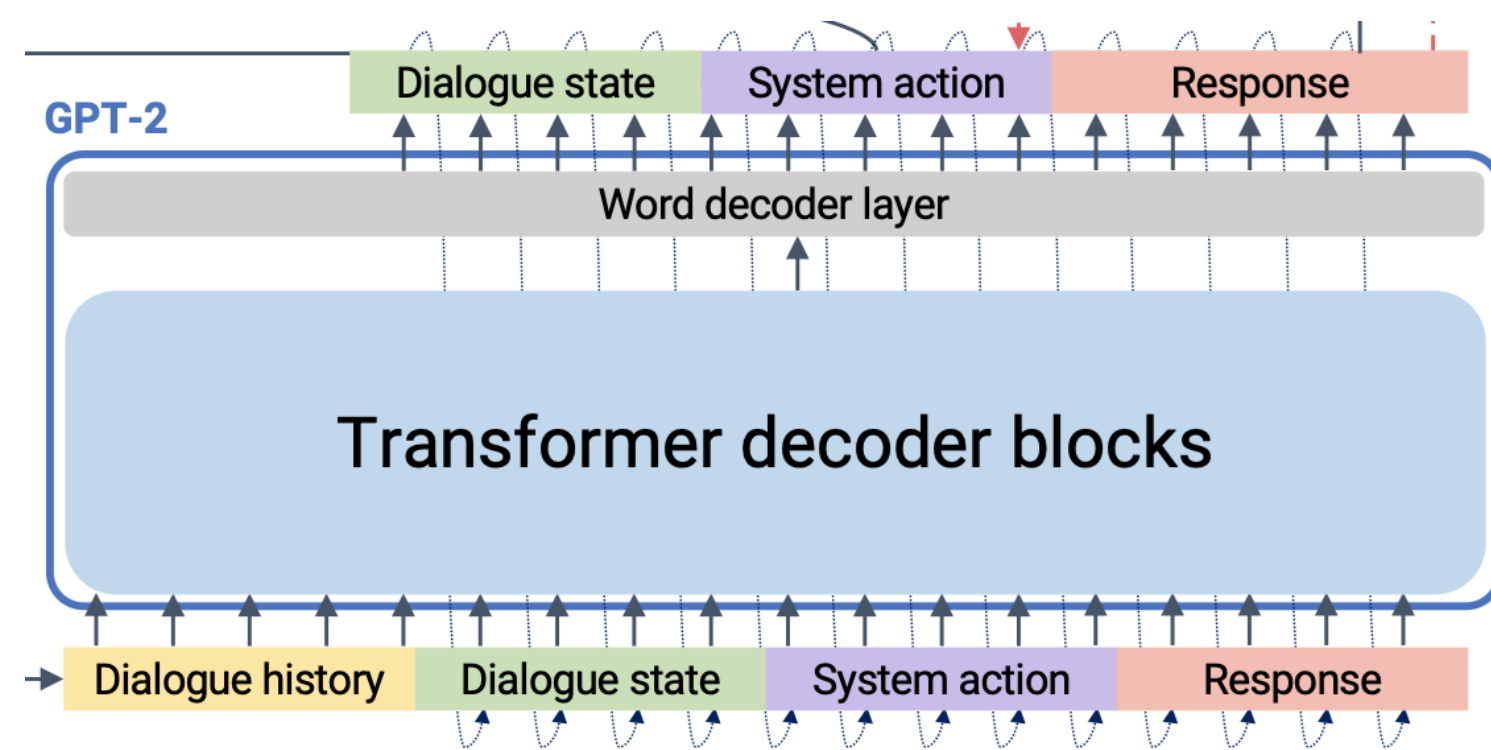 Dialogue state System action Response
GPT-2
Word decoder layer
Transformer decoder blocks
Dialogue history Dialogue state System action Response